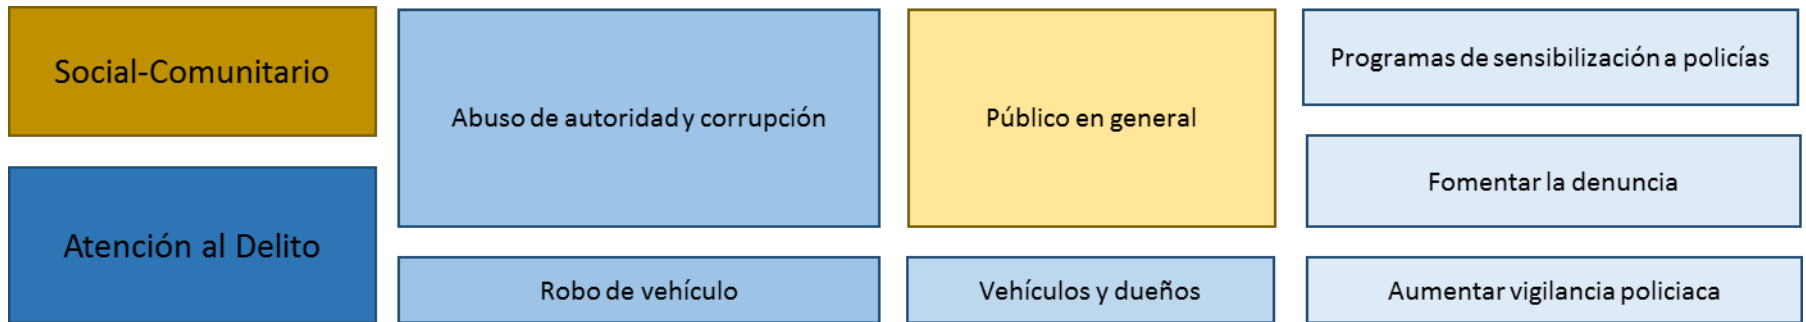 Social-Comunitario
Atención al Delito
Abuso de autoridad y corrupción
Robo de vehículo
Público en general
Vehículos y dueños
Programas de sensibilización a policías
Fomentar la denuncia
Aumentar vigilancia policiaca